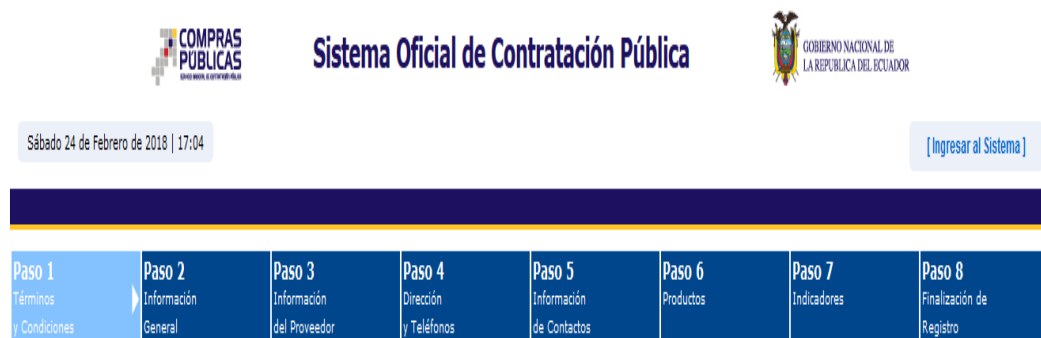 COMPRAS
PÚBLICAS
Sistema Oficial de Contratación Pública
GOBIERNO NACIONAL DE
LA REPUBLICA DEL ECUADOR
Sábado 24 de Febrero de 2018 | 17:04
[ Ingresar al Sistema ]
Paso 1
Términos
y Condiciones
Paso 2
Información
General
Paso 3
Información
del Proveedor
Paso 4
Dirección
y Teléfonos
Paso 5
Información
de Contactos
Paso 6
Productos
Paso 7
Indicadores
Paso 8
Finalización de
Registro